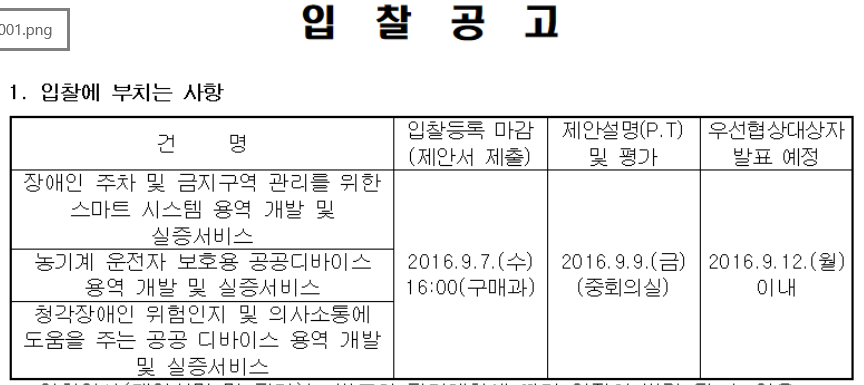 001.png
입 찰 공 고
1. 입찰에 부치는 사항
건 명
입찰등록 마감
(제안서 제출)
제안설명(P.T)
및 평가
우선협상대상자
발표 예정
장애인 주차 및 금지구역 관리를 위한
스마트 시스템 용역 개발 및
실증서비스
농기계 운전자 보호용 공공디바이스
용역 개발 및 실증서비스
청각장애인 위험인지 및 의사소통에
도움을 주는 공공 디바이스 용역 개발
및 실증서비스
2016.9.7.(수)
16:00(구매과)
2016.9.9.(금)
(중회의실)
2016.9.12.(월)
이내